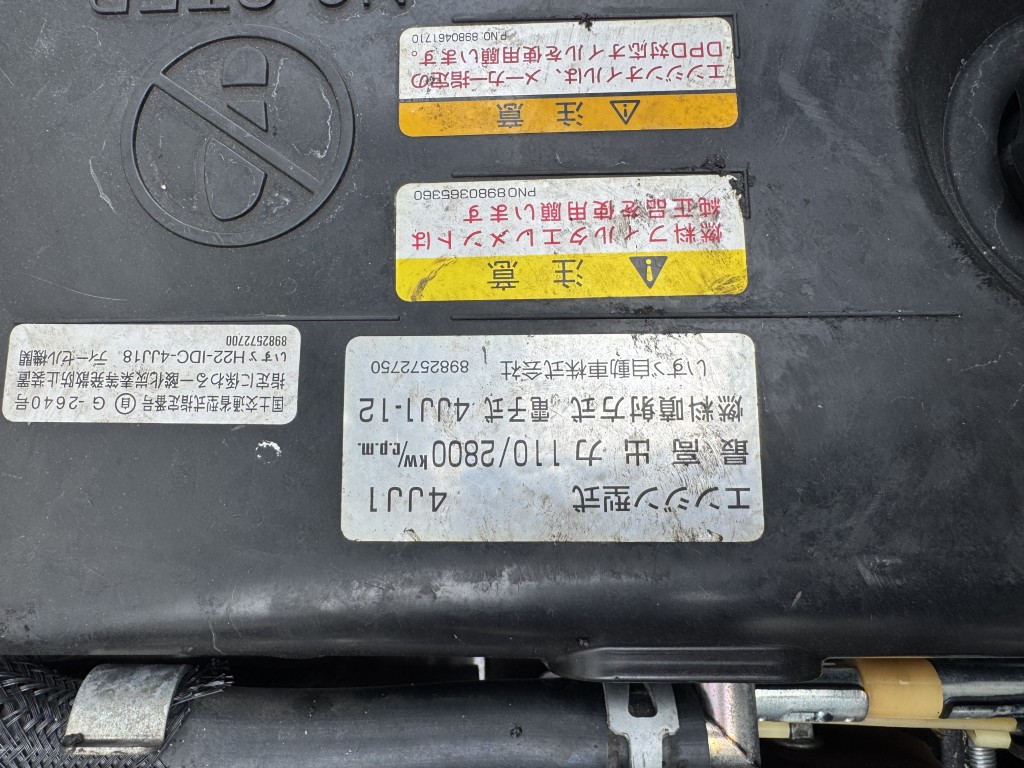 エンジン型式 4JJ1
最高出力 110/2800 kW/r.p.m.
燃料噴射方式 電子式 4JJ1-12
いすゞ自動車株式会社 8982572750
国土交通省型式指定番号 自 G-2640号
指定に係わる一酸化炭素等発散防止装置
いすゞH22-IDC-4JJ18 ディーゼル機関
8982572700
注意
燃料フィルタエレメントは
純正品を使用願います
PNO.8980365360
注意
エンジンオイルは、メーカー指定の
DPD対応オイルを使用願います。
PNO.8980461710
NO STEP